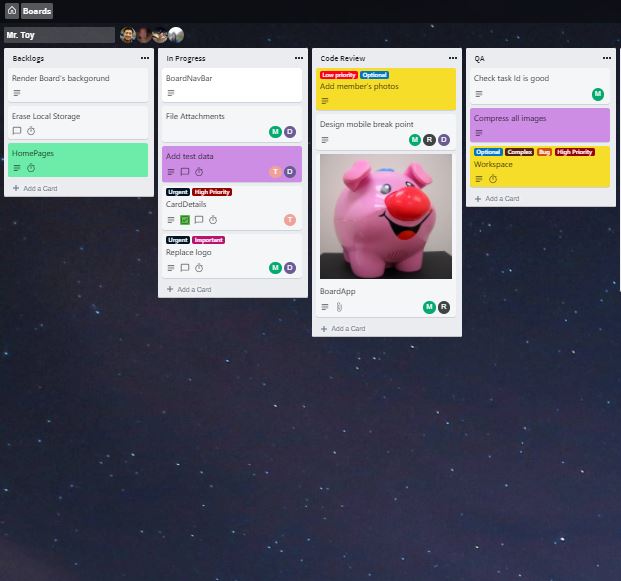 Boards
Mr. Toy
Backlogs
Render Board's backgorund
Erase Local Storage
HomePages
+ Add a Card
In Progress
BoardNavBar
File Attachments
M D
Add test data
T D
Urgent High Priority
CardDetails
T
Urgent Important
Replace logo
M D
+ Add a Card
Code Review
Low priority Optional
Add member's photos
Design mobile break point
M R D
BoardApp
M R
+ Add a Card
QA
Check task Id is good
M
Compress all images
Optional Complex Bug High Priority
Workspace
+ Add a Card